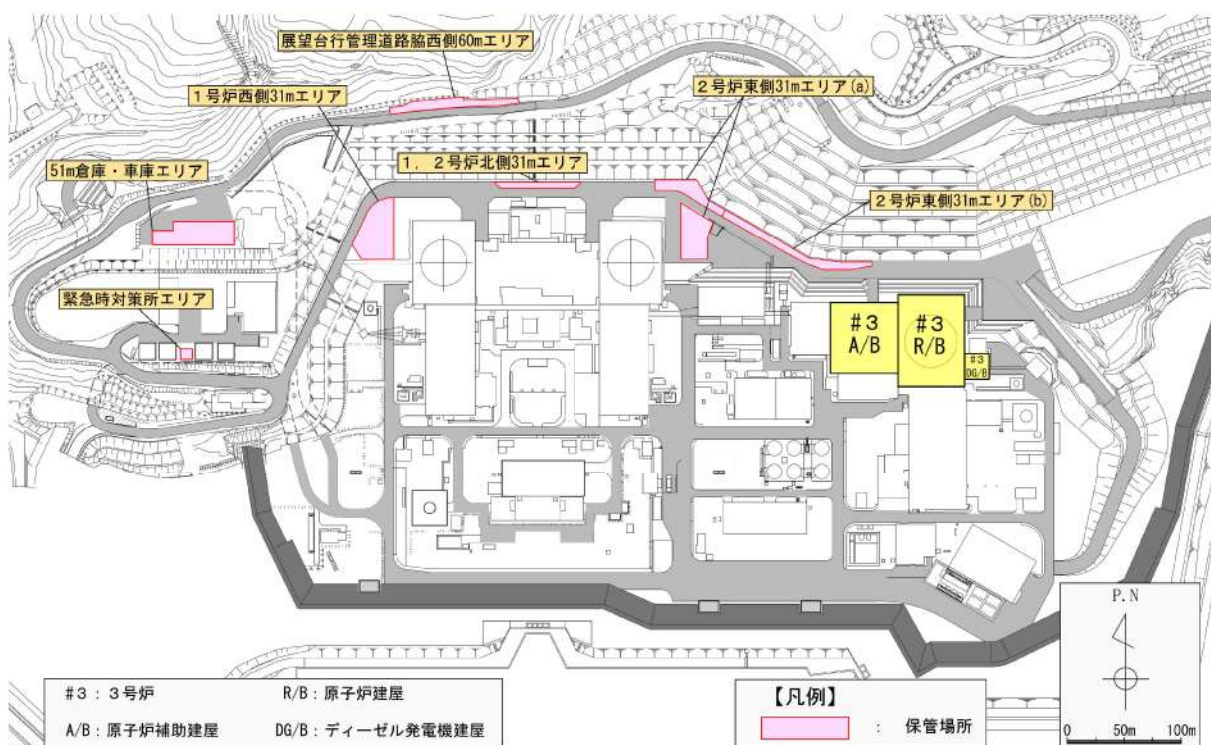 展望台行管理道路脇西側60mエリア
1号炉西側31mエリア
2号炉東側31mエリア(a)
51m倉庫・車庫エリア
1，2号炉北側31mエリア
2号炉東側31mエリア(b)
緊急時対策所エリア
#3
A/B
#3
R/B
#3
DG/B
P.N
0 50m 100m
#3：3号炉 R/B：原子炉建屋
A/B：原子炉補助建屋 DG/B：ディーゼル発電機建屋
【凡例】
：保管場所